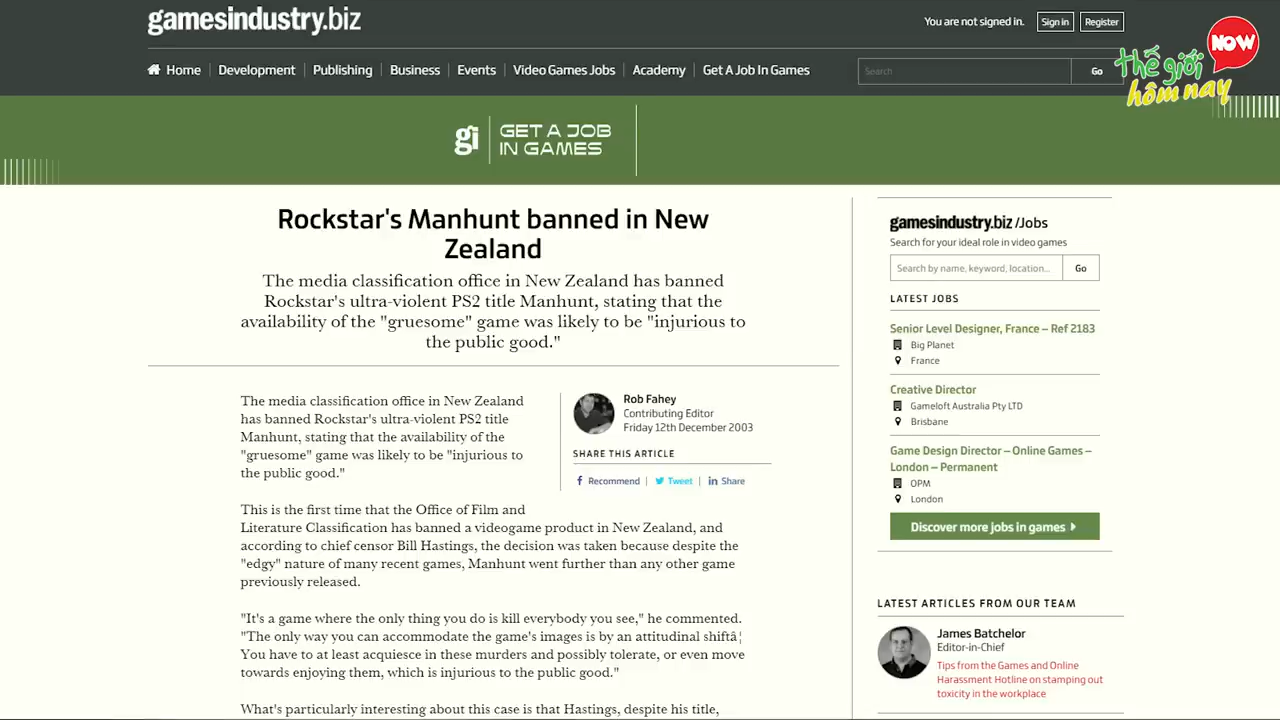 gamesindustry.biz
You are not signed in.
Sign in
Register
Home
Development
Publishing
Business
Events
Video Games Jobs
Academy
Get A Job In Games
Search
Go
NOW
thế giới
hôm nay
gi
GET A JOB
IN GAMES
Rockstar's Manhunt banned in New
Zealand
The media classification office in New Zealand has banned
Rockstar's ultra-violent PS2 title Manhunt, stating that the
availability of the "gruesome" game was likely to be "injurious to
the public good."
The media classification office in New Zealand
has banned Rockstar's ultra-violent PS2 title
Manhunt, stating that the availability of the
"gruesome" game was likely to be "injurious to
the public good."
Rob Fahey
Contributing Editor
Friday 12th December 2003
SHARE THIS ARTICLE
Recommend
Tweet
Share
This is the first time that the Office of Film and
Literature Classification has banned a videogame product in New Zealand, and
according to chief censor Bill Hastings, the decision was taken because despite the
"edgy" nature of many recent games, Manhunt went further than any other game
previously released.
"It's a game where the only thing you do is kill everybody you see," he commented.
"The only way you can accommodate the game's images is by an attitudinal shiftâ¦
You have to at least acquiesce in these murders and possibly tolerate, or even move
towards enjoying them, which is injurious to the public good."
What's particularly interesting about this case is that Hastings, despite his title,
gamesindustry.biz /Jobs
Search for your ideal role in video games
Search by name, keyword, location...
Go
LATEST JOBS
Senior Level Designer, France – Ref 2183
Big Planet
France
Creative Director
Gameloft Australia Pty LTD
Brisbane
Game Design Director – Online Games –
London – Permanent
OPM
London
Discover more jobs in games
LATEST ARTICLES FROM OUR TEAM
James Batchelor
Editor-in-Chief
Tips from the Games and Online
Harassment Hotline on stamping out
toxicity in the workplace